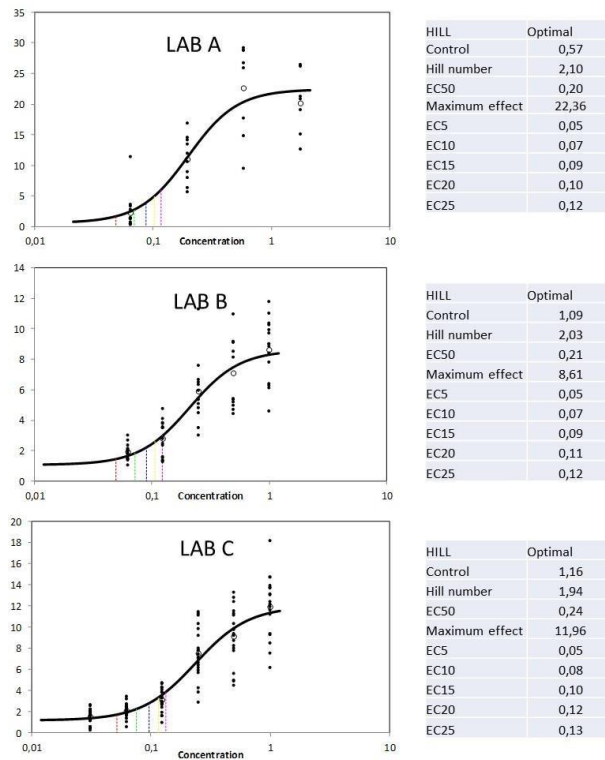 LAB A
35
30
25
20
15
10
5
0
0,01 0,1 1 10
Concentration
HILL Optimal
Control 0,57
Hill number 2,10
EC50 0,20
Maximum effect 22,36
EC5 0,05
EC10 0,07
EC15 0,09
EC20 0,10
EC25 0,12
LAB B
14
12
10
8
6
4
2
0
0,01 0,1 1 10
Concentration
HILL Optimal
Control 1,09
Hill number 2,03
EC50 0,21
Maximum effect 8,61
EC5 0,05
EC10 0,07
EC15 0,09
EC20 0,11
EC25 0,12
LAB C
20
18
16
14
12
10
8
6
4
2
0
0,01 0,1 1 10
Concentration
HILL Optimal
Control 1,16
Hill number 1,94
EC50 0,24
Maximum effect 11,96
EC5 0,05
EC10 0,08
EC15 0,10
EC20 0,12
EC25 0,13